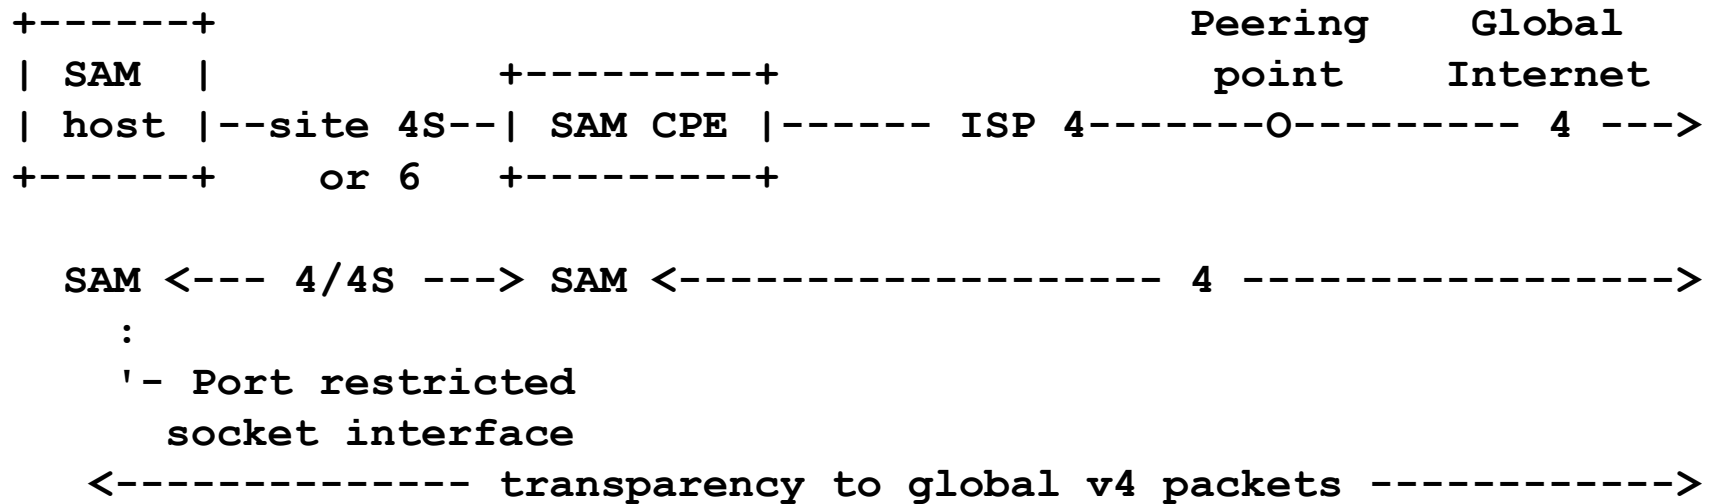 +------+                                      Peering    Global
| SAM  |                      +---------+      point    Internet
| host |--site 4S--| SAM CPE |------ ISP 4-------O--------- 4 --->
+------+    or 6   +---------+
SAM <--- 4/4S ---> SAM <------------------- 4 ----------------->
:
'- Port restricted
socket interface
<-------------- transparency to global v4 packets ------------>